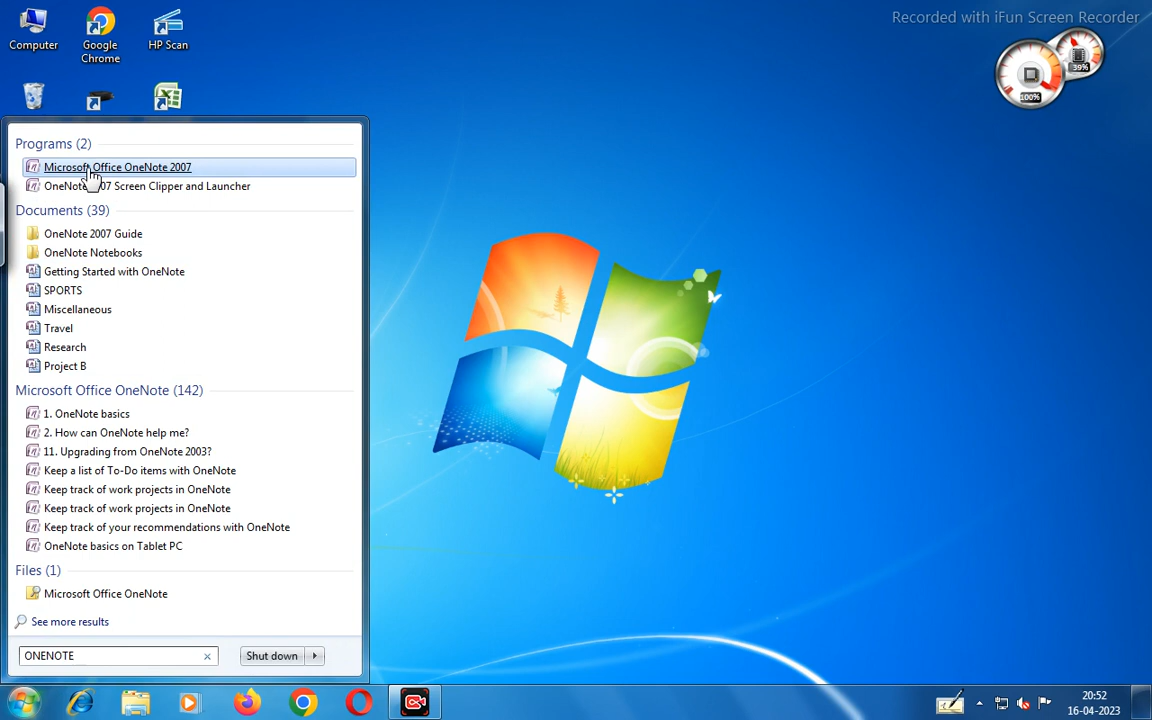 Recorded with iFun Screen Recorder
Computer
Google Chrome
HP Scan
39%
100%
Programs (2)
Microsoft Office OneNote 2007
OneNote 2007 Screen Clipper and Launcher
Documents (39)
OneNote 2007 Guide
OneNote Notebooks
Getting Started with OneNote
SPORTS
Miscellaneous
Travel
Research
Project B
Microsoft Office OneNote (142)
1. OneNote basics
2. How can OneNote help me?
11. Upgrading from OneNote 2003?
Keep a list of To-Do items with OneNote
Keep track of work projects in OneNote
Keep track of work projects in OneNote
Keep track of your recommendations with OneNote
OneNote basics on Tablet PC
Files (1)
Microsoft Office OneNote
See more results
ONENOTE
Shut down
20:52
16-04-2023